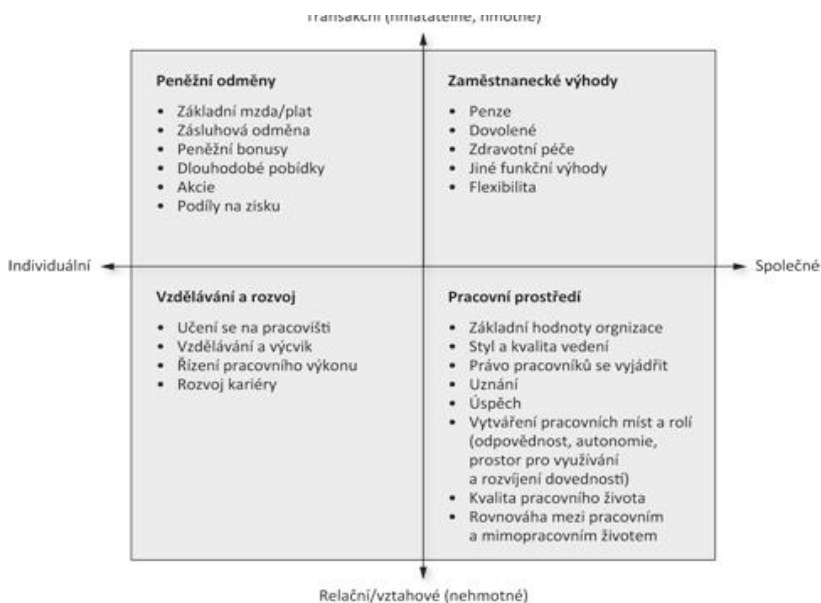 Transakční (hmatatelné, hmotné)
Peněžní odměny
• Základní mzda/plat
• Zásluhová odměna
• Peněžní bonusy
• Dlouhodobé pobídky
• Akcie
• Podíly na zisku
Zaměstnanecké výhody
• Penze
• Dovolené
• Zdravotní péče
• Jiné funkční výhody
• Flexibilita
Individuální
Společné
Vzdělávání a rozvoj
• Učení se na pracovišti
• Vzdělávání a výcvik
• Řízení pracovního výkonu
• Rozvoj kariéry
Pracovní prostředí
• Základní hodnoty orgnizace
• Styl a kvalita vedení
• Právo pracovníků se vyjádřit
• Uznání
• Úspěch
• Vytváření pracovních míst a rolí
(odpovědnost, autonomie,
prostor pro využívání
a rozvíjení dovedností)
• Kvalita pracovního života
• Rovnováha mezi pracovním
a mimopracovním životem
Relační/vztahové (nehmotné)